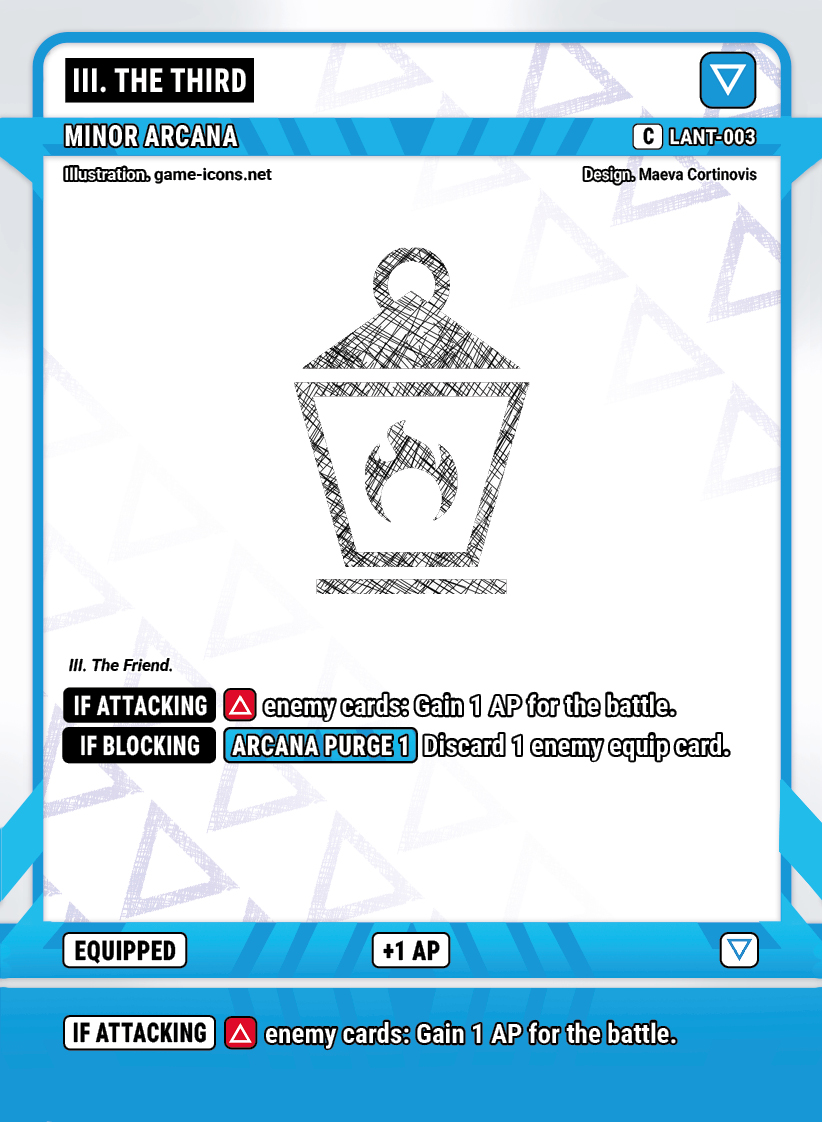 III. THE THIRD
MINOR ARCANA
C LANT-003
Illustration. game-icons.net
Design. Maeva Cortinovis
III. The Friend.
IF ATTACKING enemy cards: Gain 1 AP for the battle.
IF BLOCKING ARCANA PURGE 1 Discard 1 enemy equip card.
EQUIPPED
+1 AP
IF ATTACKING enemy cards: Gain 1 AP for the battle.